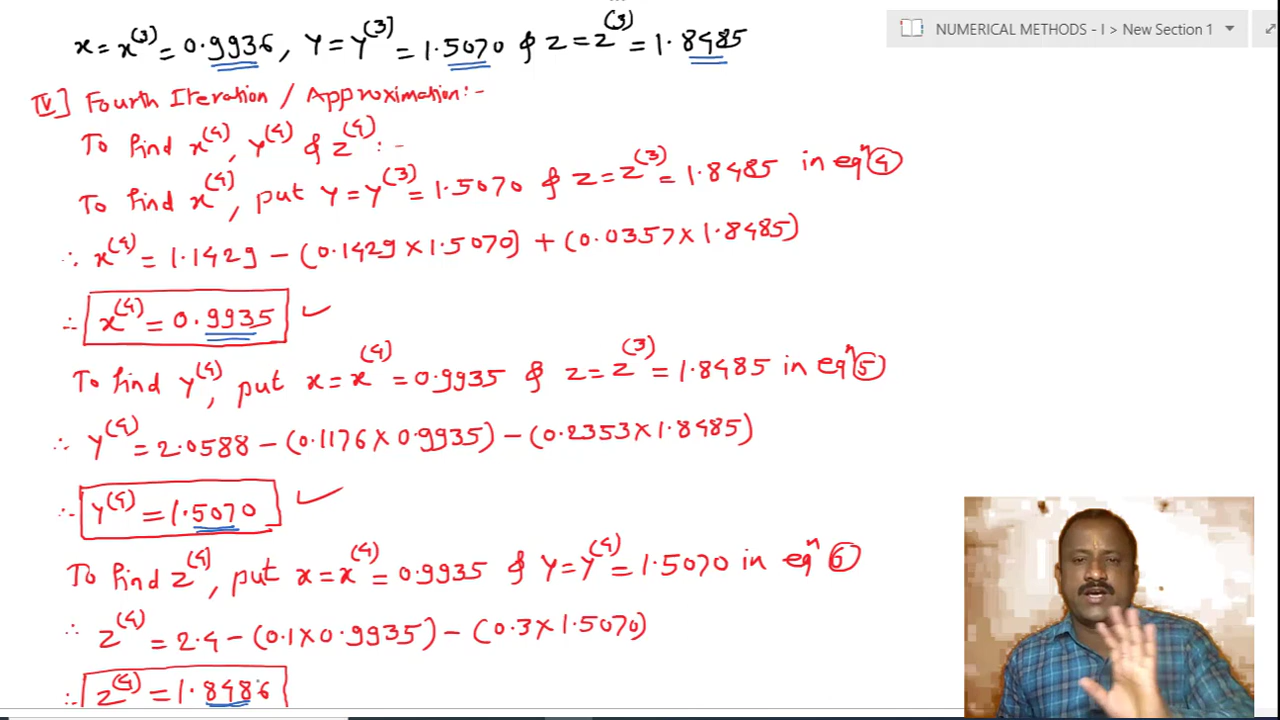 x = x^(3) = 0.9936, y = y^(3) = 1.5070 & z = z^(3) = 1.8485
NUMERICAL METHODS - I > New Section 1
IV] Fourth Iteration / Approximation:-
To find x^(4), y^(4) & z^(4):-
To find x^(4), put y = y^(3) = 1.5070 & z = z^(3) = 1.8485 in eqⁿ ④
∴ x^(4) = 1.1429 - (0.1429 × 1.5070) + (0.0357 × 1.8485)
∴ x^(4) = 0.9935 ✓
To find y^(4), put x = x^(4) = 0.9935 & z = z^(3) = 1.8485 in eqⁿ ⑤
∴ y^(4) = 2.0588 - (0.1176 × 0.9935) - (0.2353 × 1.8485)
∴ y^(4) = 1.5070 ✓
To find z^(4), put x = x^(4) = 0.9935 & y = y^(4) = 1.5070 in eqⁿ ⑥
∴ z^(4) = 2.4 - (0.1 × 0.9935) - (0.3 × 1.5070)
∴ z^(4) = 1.8486